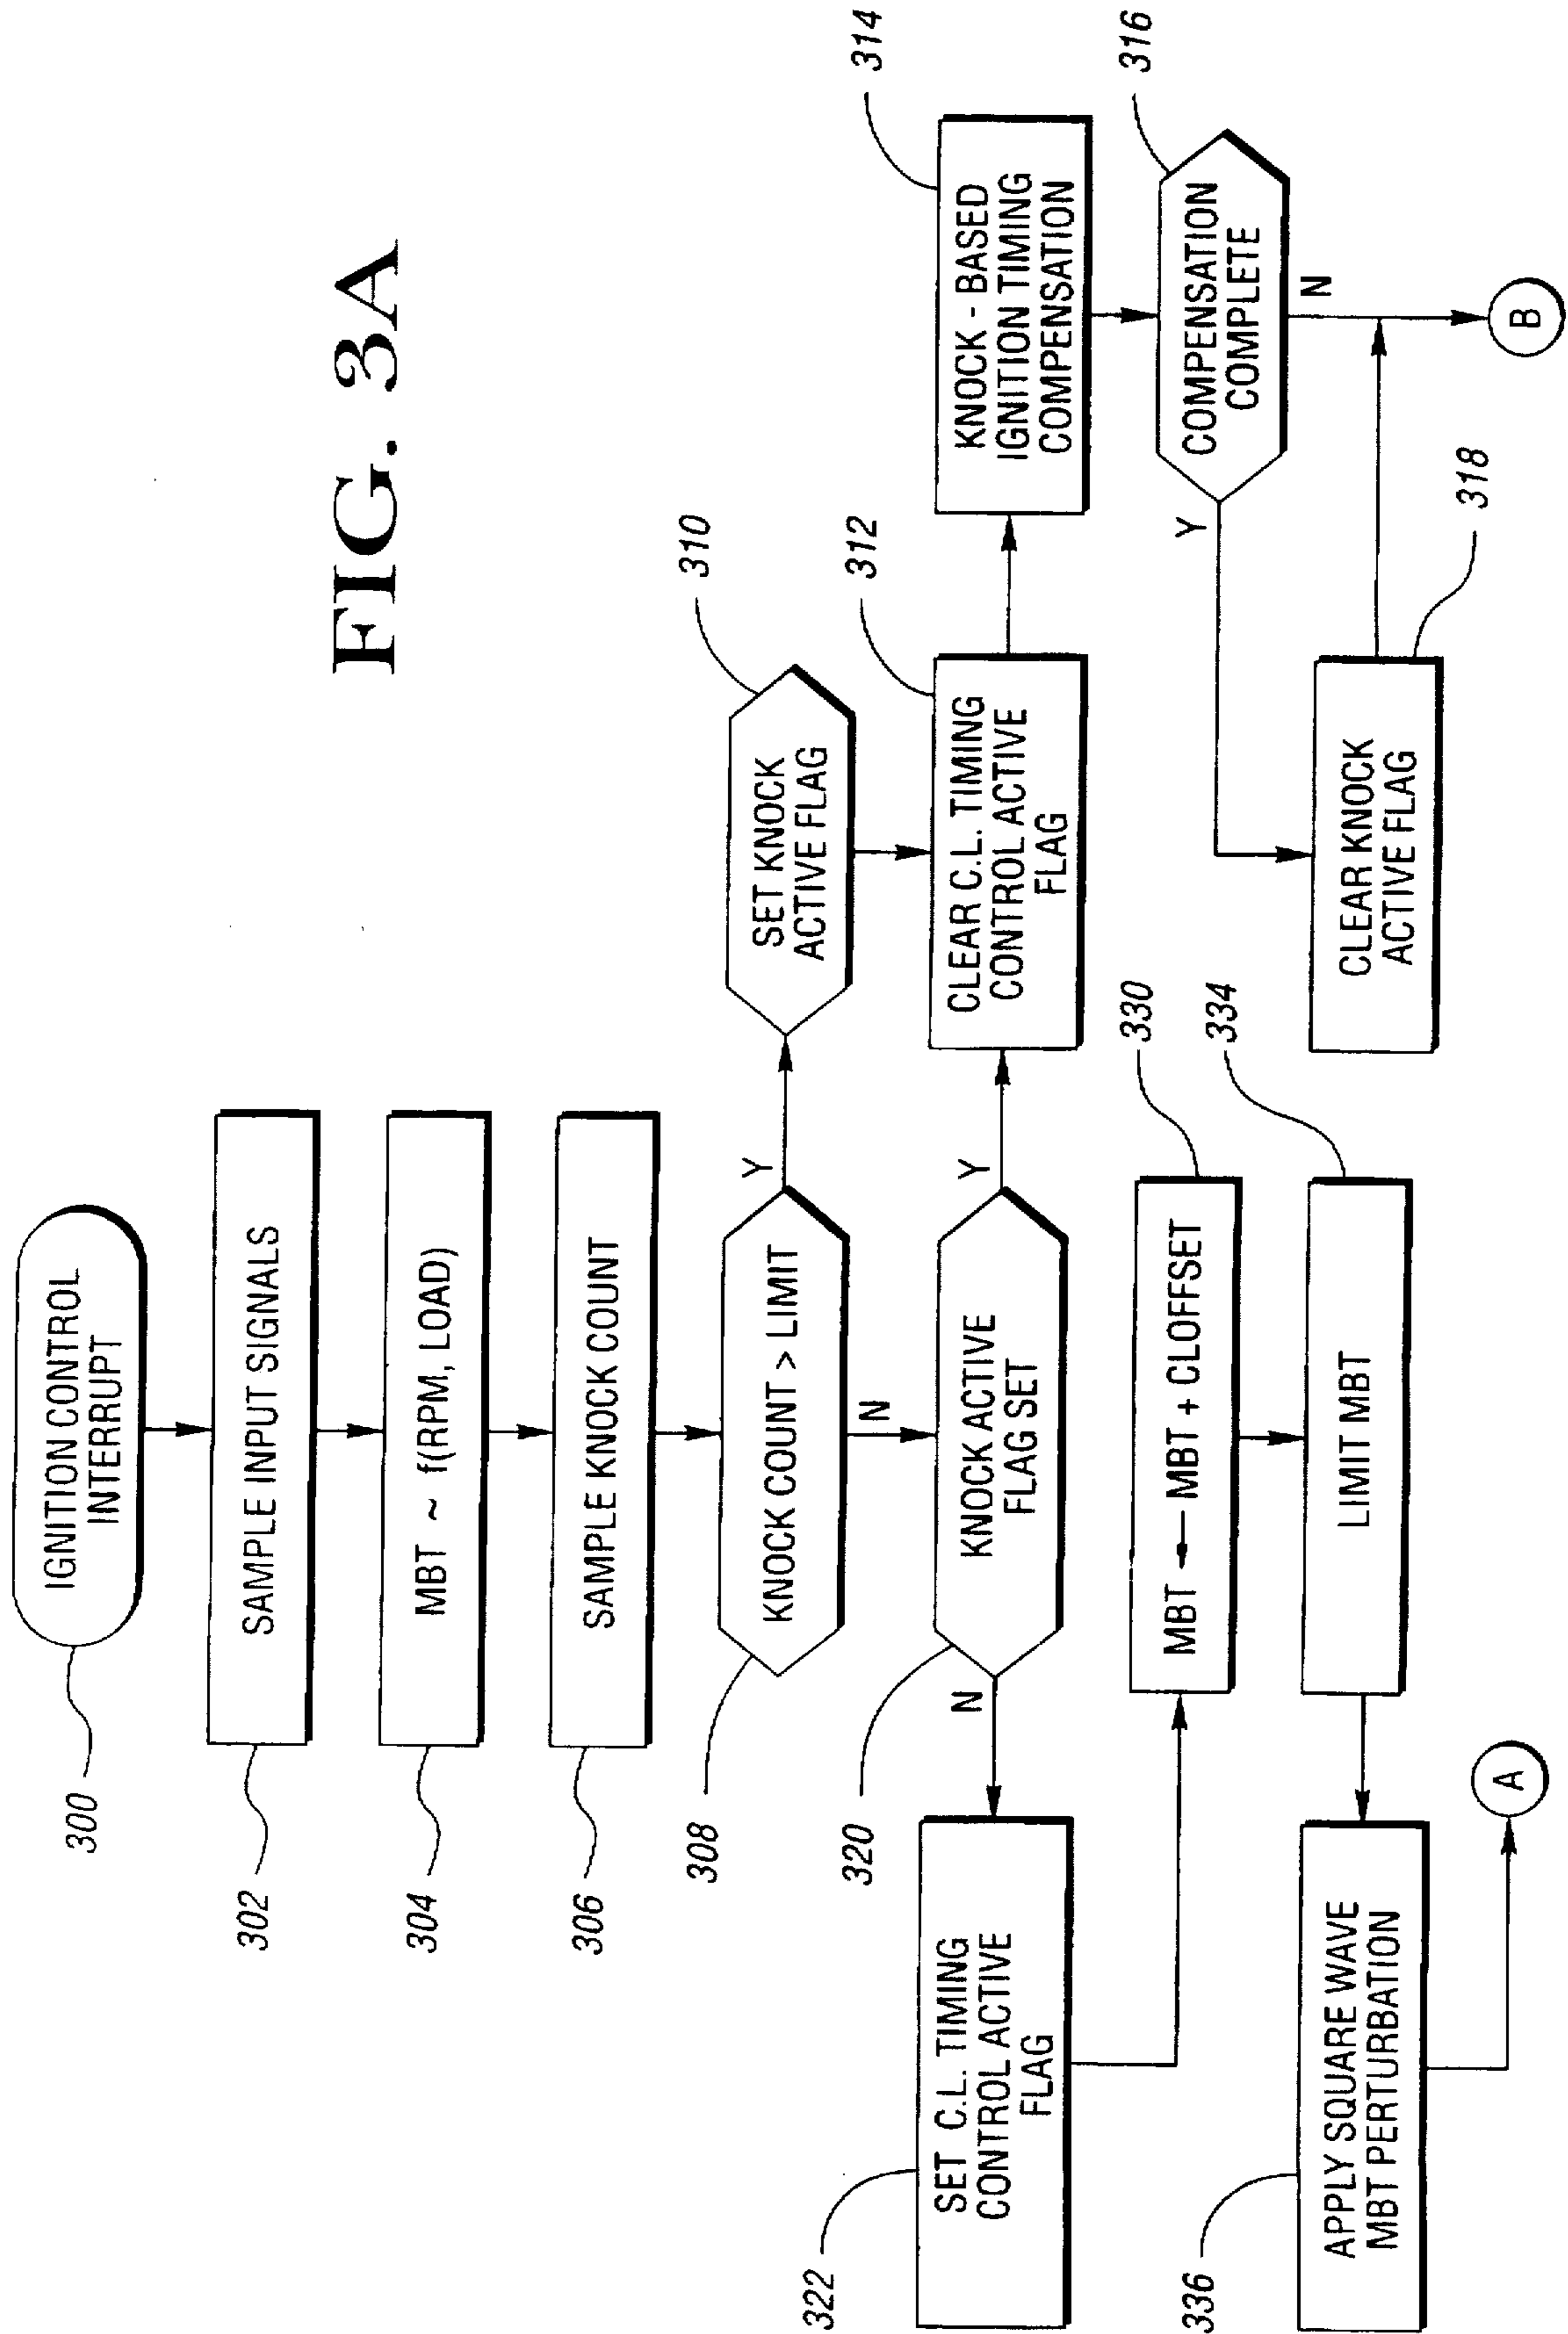 FIG. 3A
300
IGNITION CONTROL
INTERRUPT
302
SAMPLE INPUT SIGNALS
304
MBT ~ f(RPM, LOAD)
306
SAMPLE KNOCK COUNT
308
KNOCK COUNT > LIMIT
Y
N
310
SET KNOCK
ACTIVE FLAG
320
KNOCK ACTIVE
FLAG SET
Y
N
312
CLEAR C.L. TIMING
CONTROL ACTIVE
FLAG
314
KNOCK - BASED
IGNITION TIMING
COMPENSATION
322
SET C.L. TIMING
CONTROL ACTIVE
FLAG
330
MBT ← MBT + CLOFFSET
316
COMPENSATION
COMPLETE
Y
N
334
LIMIT MBT
318
CLEAR KNOCK
ACTIVE FLAG
336
APPLY SQUARE WAVE
MBT PERTURBATION
A
B